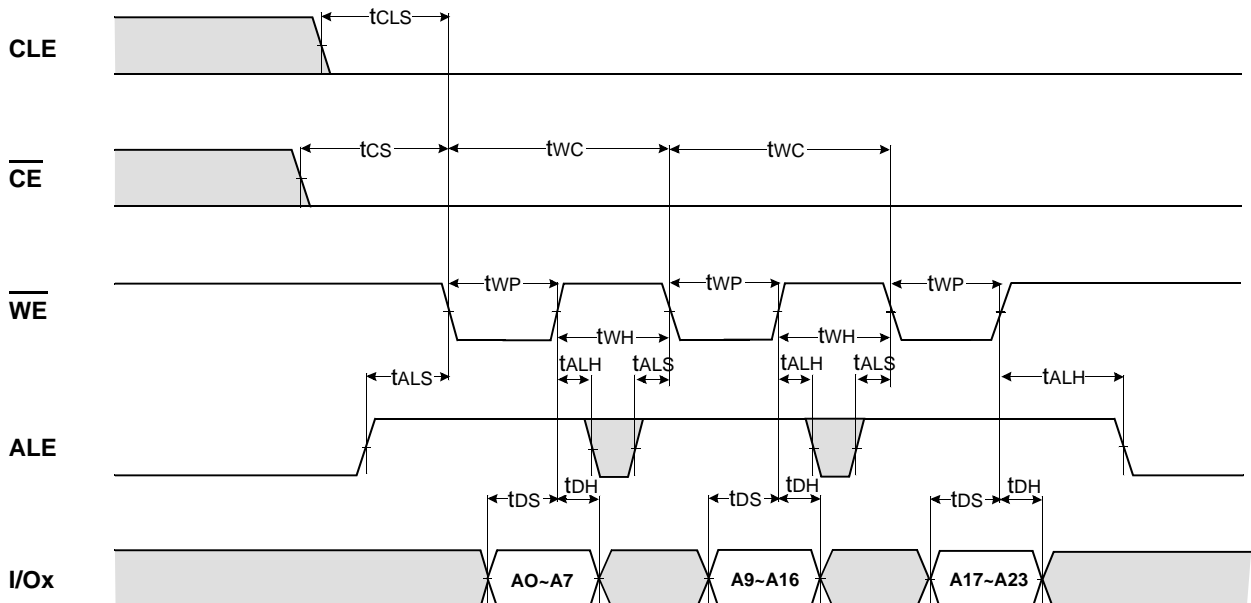 tCLS
CLE
tCS
tWC
tWC
CE
tWP
tWP
tWP
WE
tWH
tWH
tALS
tALH
tALS
tALH
tALS
tALH
ALE
tDS
tDH
tDS
tDH
tDS
tDH
I/Ox
AO~A7
A9~A16
A17~A23